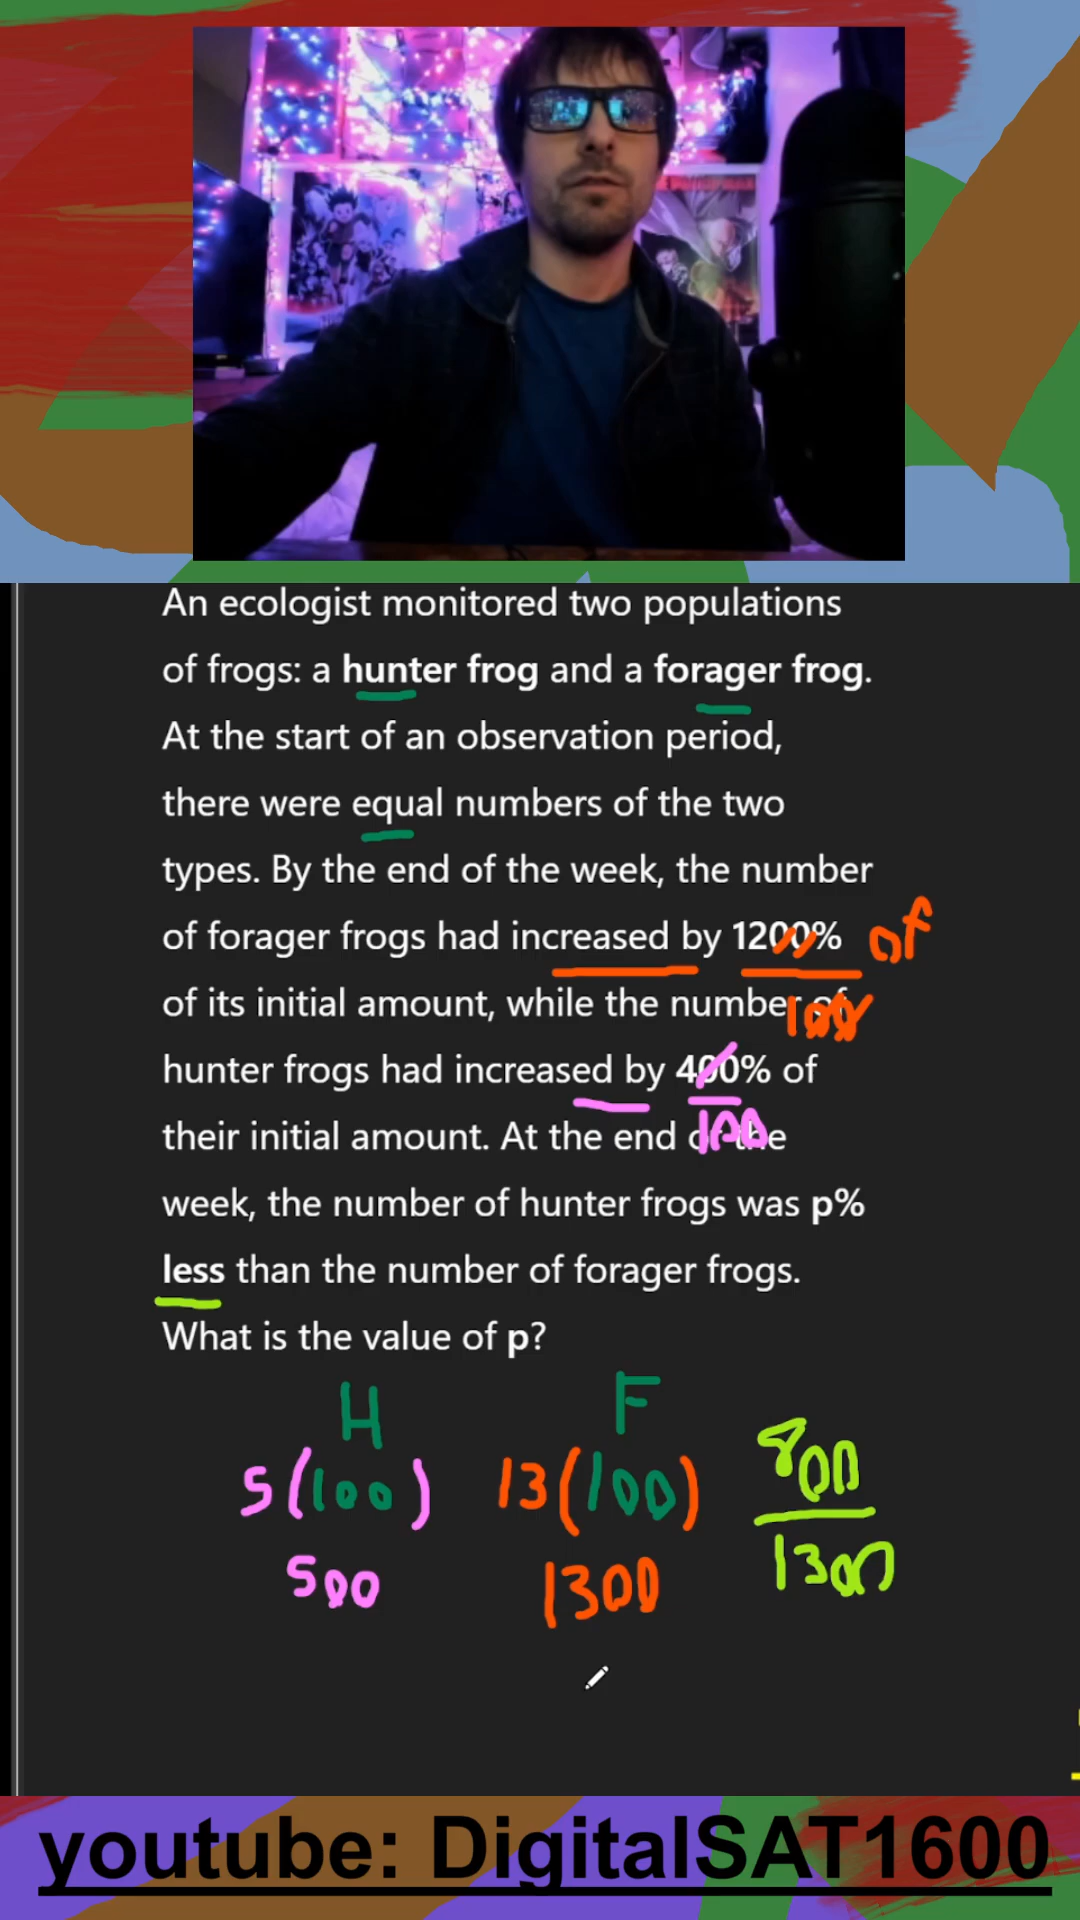 An ecologist monitored two populations
of frogs: a hunter frog and a forager frog.
At the start of an observation period,
there were equal numbers of the two
types. By the end of the week, the number
of forager frogs had increased by 1200% of
of its initial amount, while the number of
100
hunter frogs had increased by 400% of
their initial amount. At the end of the
100
week, the number of hunter frogs was p%
less than the number of forager frogs.
What is the value of p?
H F
5(100) 13(100) 800
500 1300 1300
youtube: DigitalSAT1600